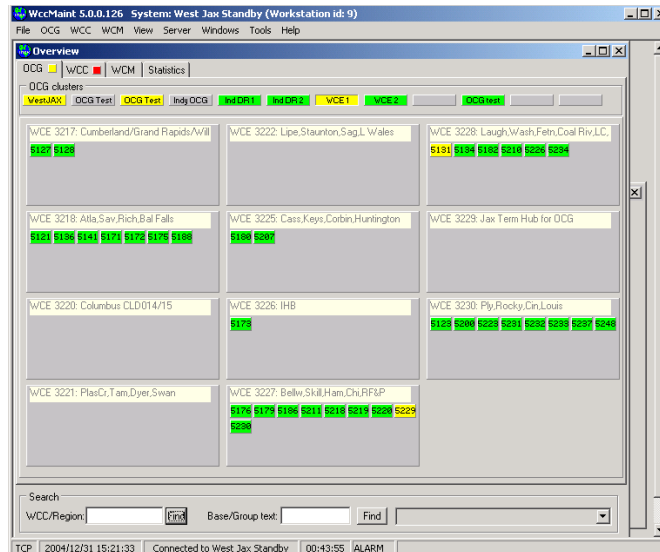 WccMaint 5.0.0.126 System: West Jax Standby (Workstation id: 9)
File OCG WCC WCM View Server Windows Tools Help
Overview
OCG WCC WCM Statistics
OCG clusters
WestJAX OCG Test OCG Test Indy OCG Ind DR1 Ind DR2 WCE 1 WCE 2 OCG test
WCE 3217: Cumberland/Grand Rapids/Will
5127 5128
WCE 3222: Lipe,Staunton,Sag,L Wales
WCE 3228: Laugh,Wash,Fetn,Coal Riv,LC,
5131 5134 5182 5210 5226 5234
WCE 3218: Atla,Sav,Rich,Bal Falls
5121 5136 5141 5171 5172 5175 5188
WCE 3225: Cass,Keys,Corbin,Huntington
5180 5207
WCE 3229: Jax Term Hub for OCG
WCE 3220: Columbus CLD014/15
WCE 3226: IHB
5173
WCE 3230: Ply,Rocky,Cin,Louis
5123 5200 5223 5231 5232 5233 5237 5248
WCE 3221: PlasCr,Tam,Dyer,Swan
WCE 3227: Bellw,Skill,Ham,Chi,RF&P
5176 5179 5186 5211 5218 5219 5220 5229
5230
Search
WCC/Region: Find Base/Group text: Find
TCP 2004/12/31 15:21:33 Connected to West Jax Standby 00:43:55 ALARM